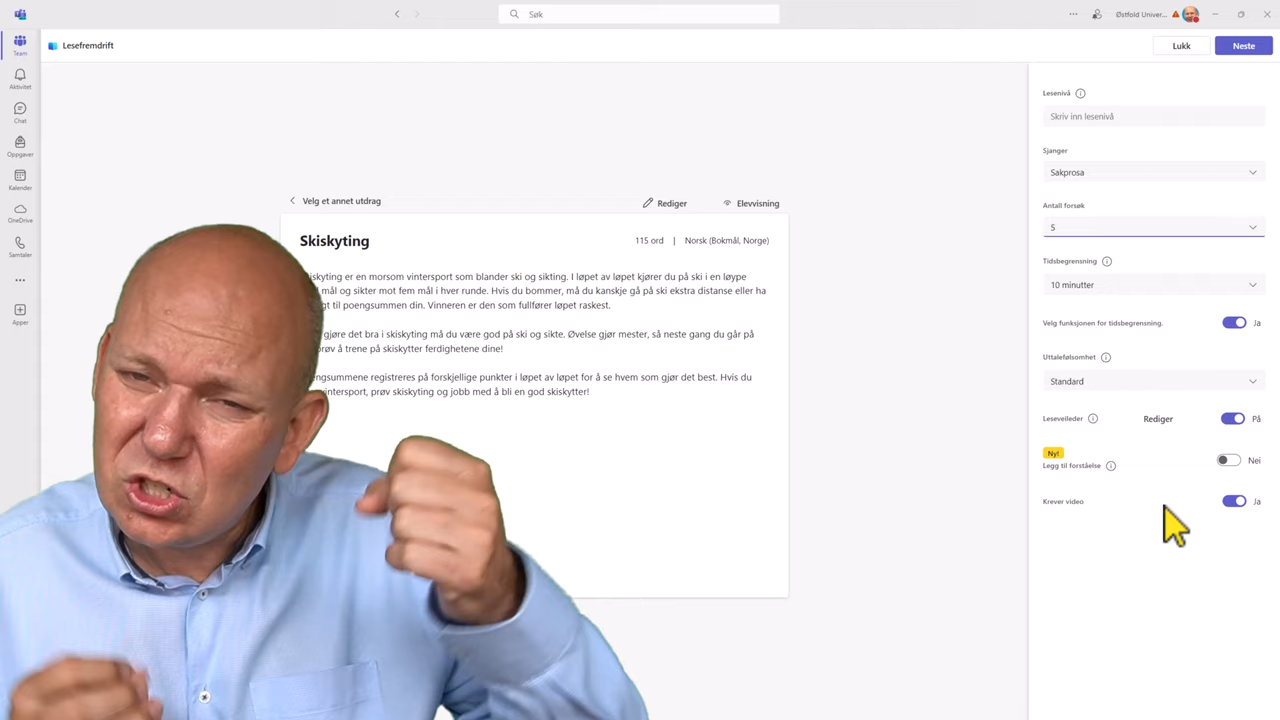 Søk
Østfold Univer...
Lesefremdrift
Lukk
Neste
Team
Aktivitet
Chat
Oppgaver
Kalender
OneDrive
Samtaler
Apper
Velg et annet utdrag
Rediger
Elevvisning
Skiskyting
115 ord | Norsk (Bokmål, Norge)
skyting er en morsom vintersport som blander ski og sikting. I løpet av løpet kjører du på ski i en løype
mål og sikter mot fem mål i hver runde. Hvis du bommer, må du kanskje gå på ski ekstra distanse eller ha
til poengsummen din. Vinneren er den som fullfører løpet raskest.
gjøre det bra i skiskyting må du være god på ski og sikte. Øvelse gjør mester, så neste gang du går på
prøv å trene på skiskytter ferdighetene dine!
engsummene registreres på forskjellige punkter i løpet av løpet for å se hvem som gjør det best. Hvis du
vintersport, prøv skiskyting og jobb med å bli en god skiskytter!
Lesenivå
Skriv inn lesenivå
Sjanger
Sakprosa
Antall forsøk
5
Tidsbegrensning
10 minutter
Velg funksjonen for tidsbegrensning.
Ja
Uttalefølsomhet
Standard
Leseveileder
Rediger
På
Ny!
Legg til forståelse
Nei
Krever video
Ja